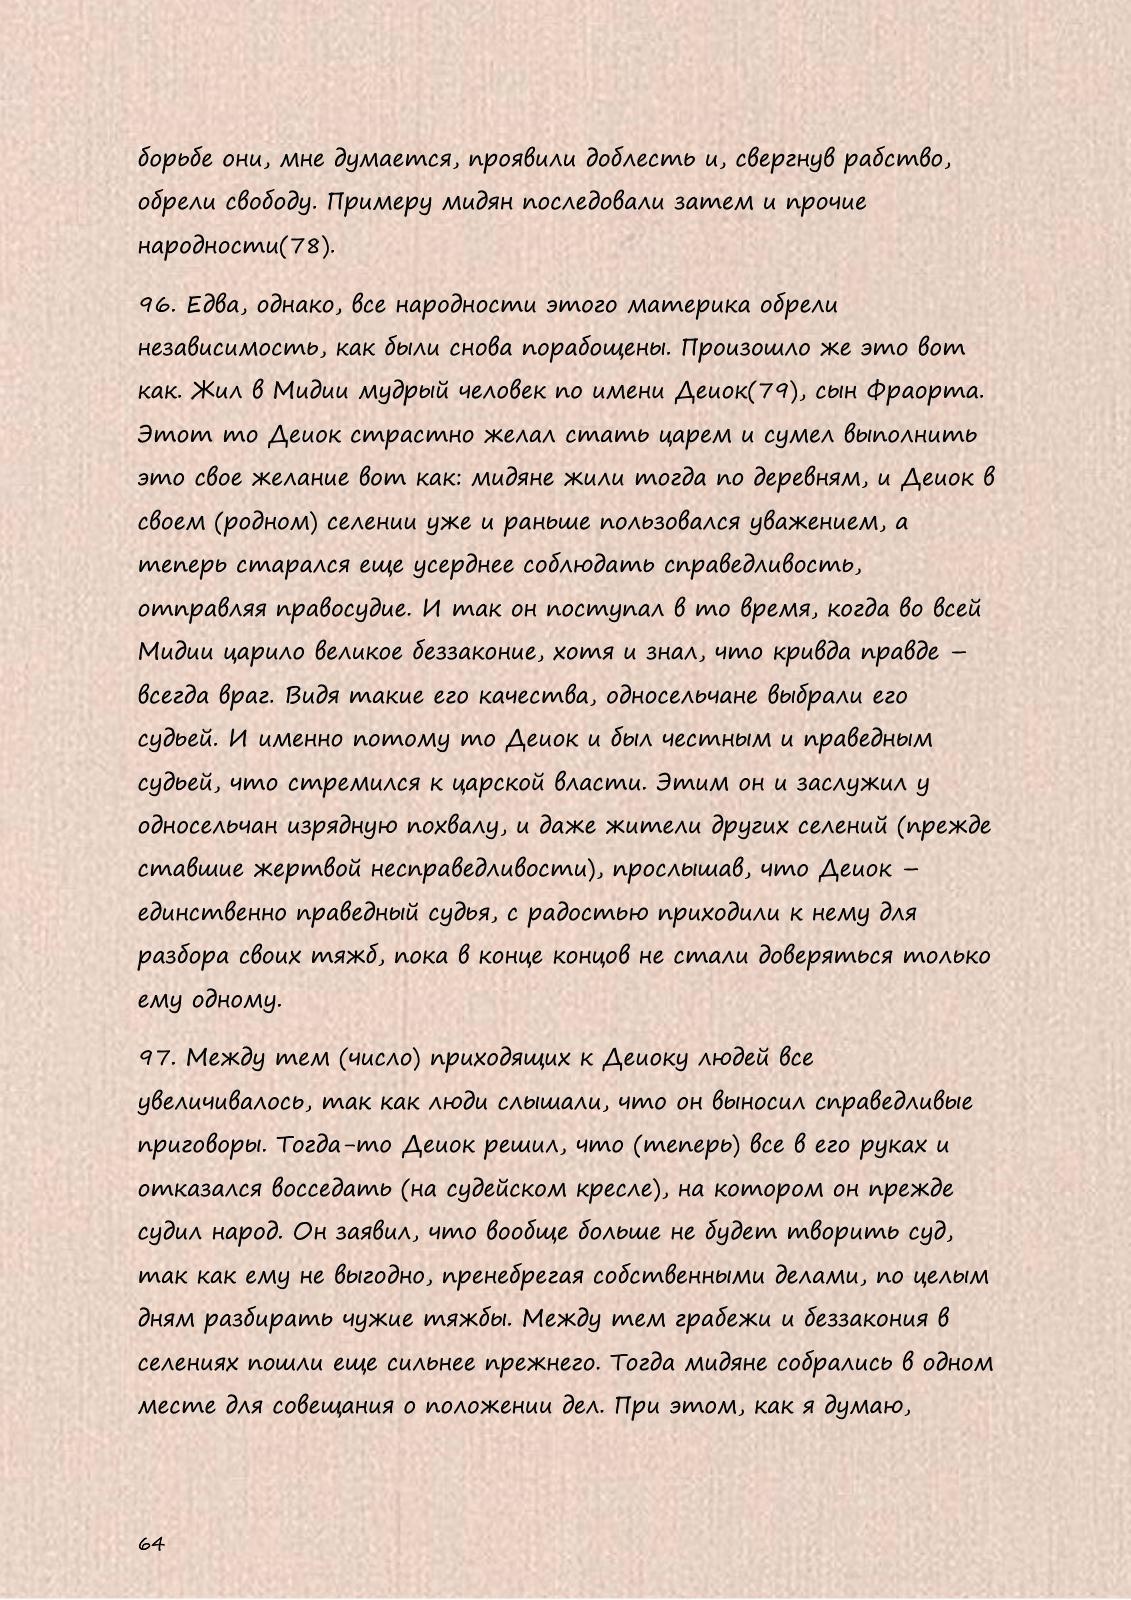 борьбе они, мне думается, проявили доблесть и, свергнув рабство,
обрели свободу. Примеру мидян последовали затем и прочие
народности(78).
96. Едва, однако, все народности этого материка обрели
независимость, как были снова порабощены. Произошло же это вот
как. Жил в Мидии мудрый человек по имени Деиок(79), сын Фраорта.
Этот то Деиок страстно желал стать царем и сумел выполнить
это свое желание вот как: мидяне жили тогда по деревням, и Деиок в
своем (родном) селении уже и раньше пользовался уважением, а
теперь старался еще усерднее соблюдать справедливость,
отправляя правосудие. И так он поступал в то время, когда во всей
Мидии царило великое беззаконие, хотя и знал, что кривда правде –
всегда враг. Видя такие его качества, односельчане выбрали его
судьей. И именно потому то Деиок и был честным и праведным
судьей, что стремился к царской власти. Этим он и заслужил у
односельчан изрядную похвалу, и даже жители других селений (прежде
ставшие жертвой несправедливости), прослышав, что Деиок –
единственно праведный судья, с радостью приходили к нему для
разбора своих тяжб, пока в конце концов не стали доверяться только
ему одному.
97. Между тем (число) приходящих к Деиоку людей все
увеличивалось, так как люди слышали, что он выносил справедливые
приговоры. Тогда-то Деиок решил, что (теперь) все в его руках и
отказался восседать (на судейском кресле), на котором он прежде
судил народ. Он заявил, что вообще больше не будет творить суд,
так как ему не выгодно, пренебрегая собственными делами, по целым
дням разбирать чужие тяжбы. Между тем грабежи и беззакония в
селениях пошли еще сильнее прежнего. Тогда мидяне собрались в одном
месте для совещания о положении дел. При этом, как я думаю,
64